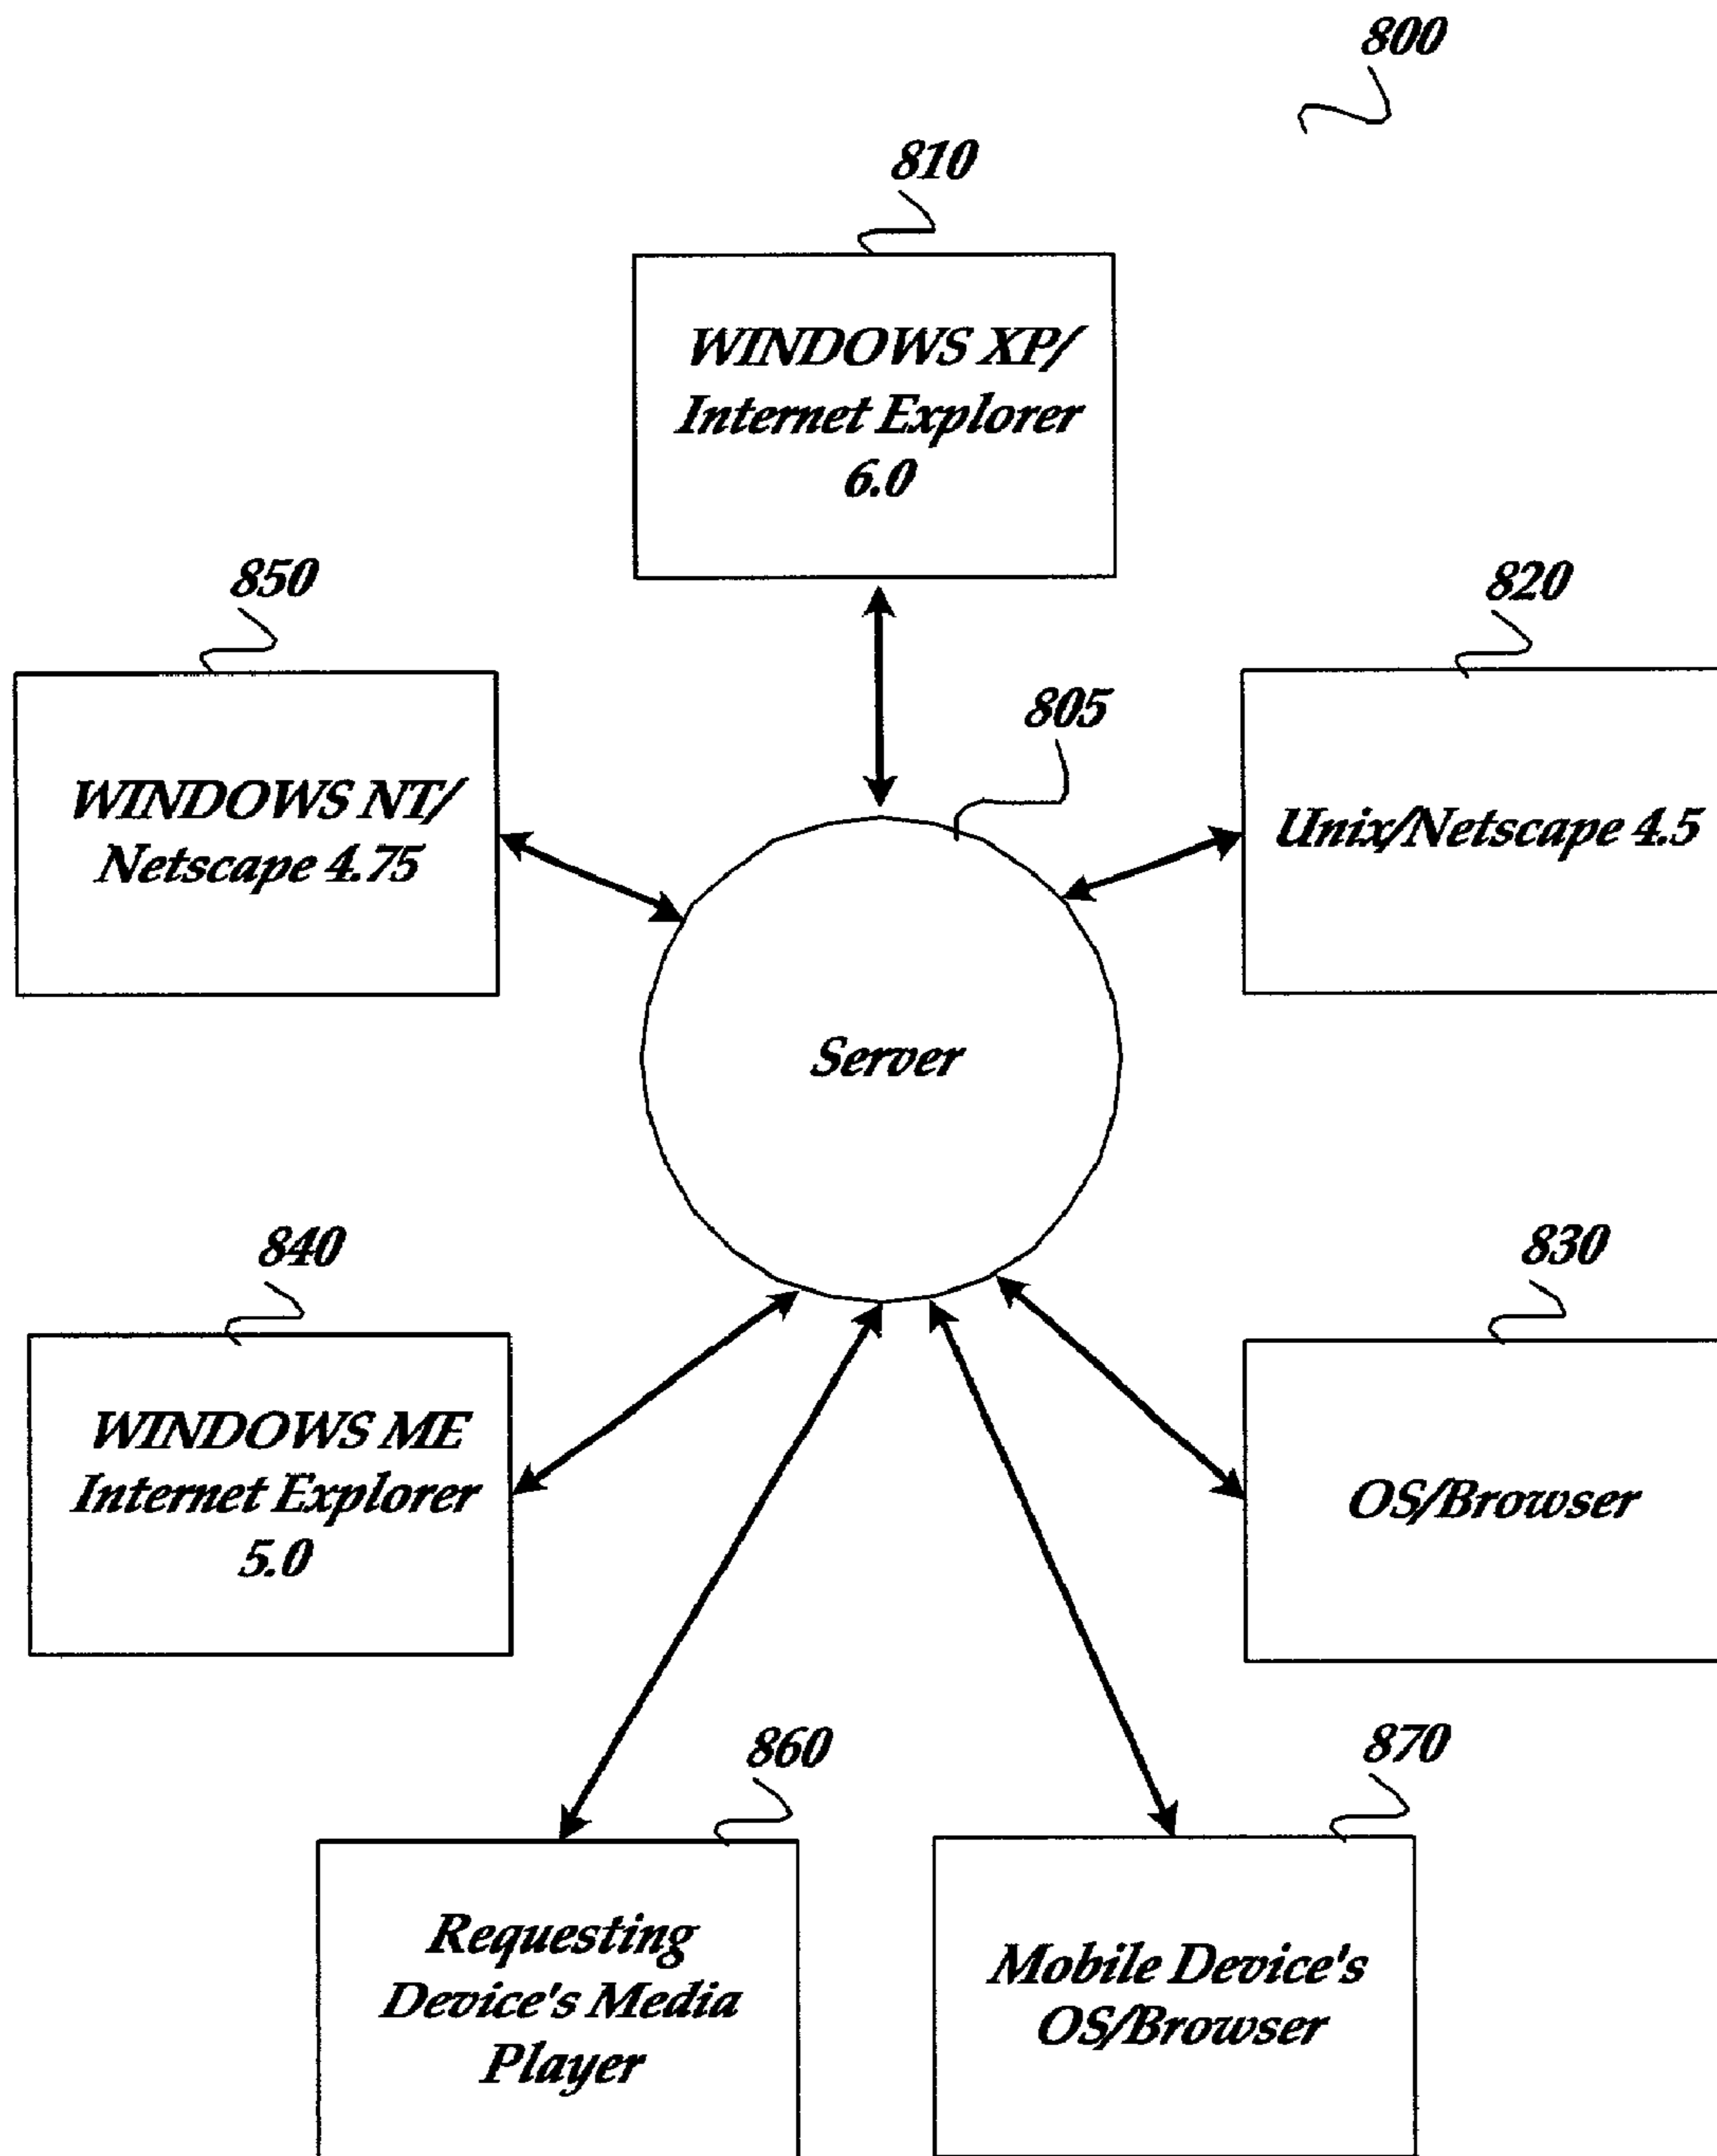 800
810
WINDOWS XP/
Internet Explorer
6.0
850
820
805
WINDOWS NT/
Netscape 4.75
Unix/Netscape 4.5
Server
840
830
WINDOWS ME
Internet Explorer
5.0
OS/Browser
860
870
Requesting
Device's Media
Player
Mobile Device's
OS/Browser